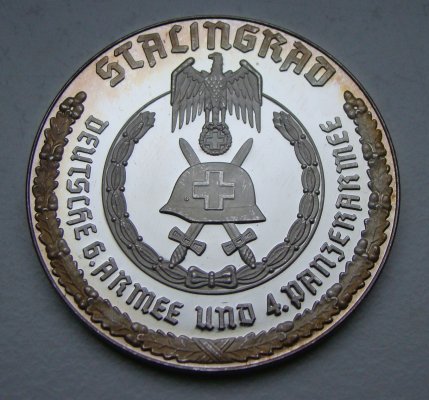 STALINGRAD
DEUTSCHE 6. ARMEE UND 4. PANZERARMEE